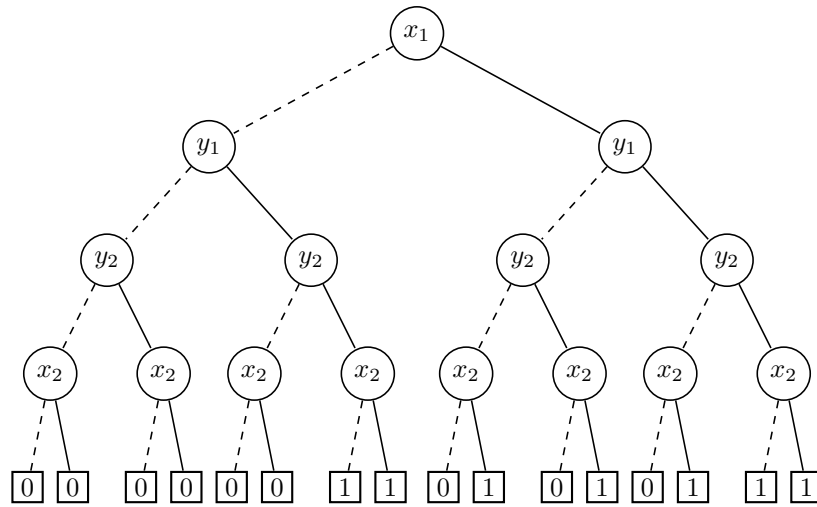 x₁
y₁ y₁
y₂ y₂ y₂ y₂
x₂ x₂ x₂ x₂ x₂ x₂ x₂ x₂
0 0 0 0 0 0 1 1 0 1 0 1 0 1 1 1